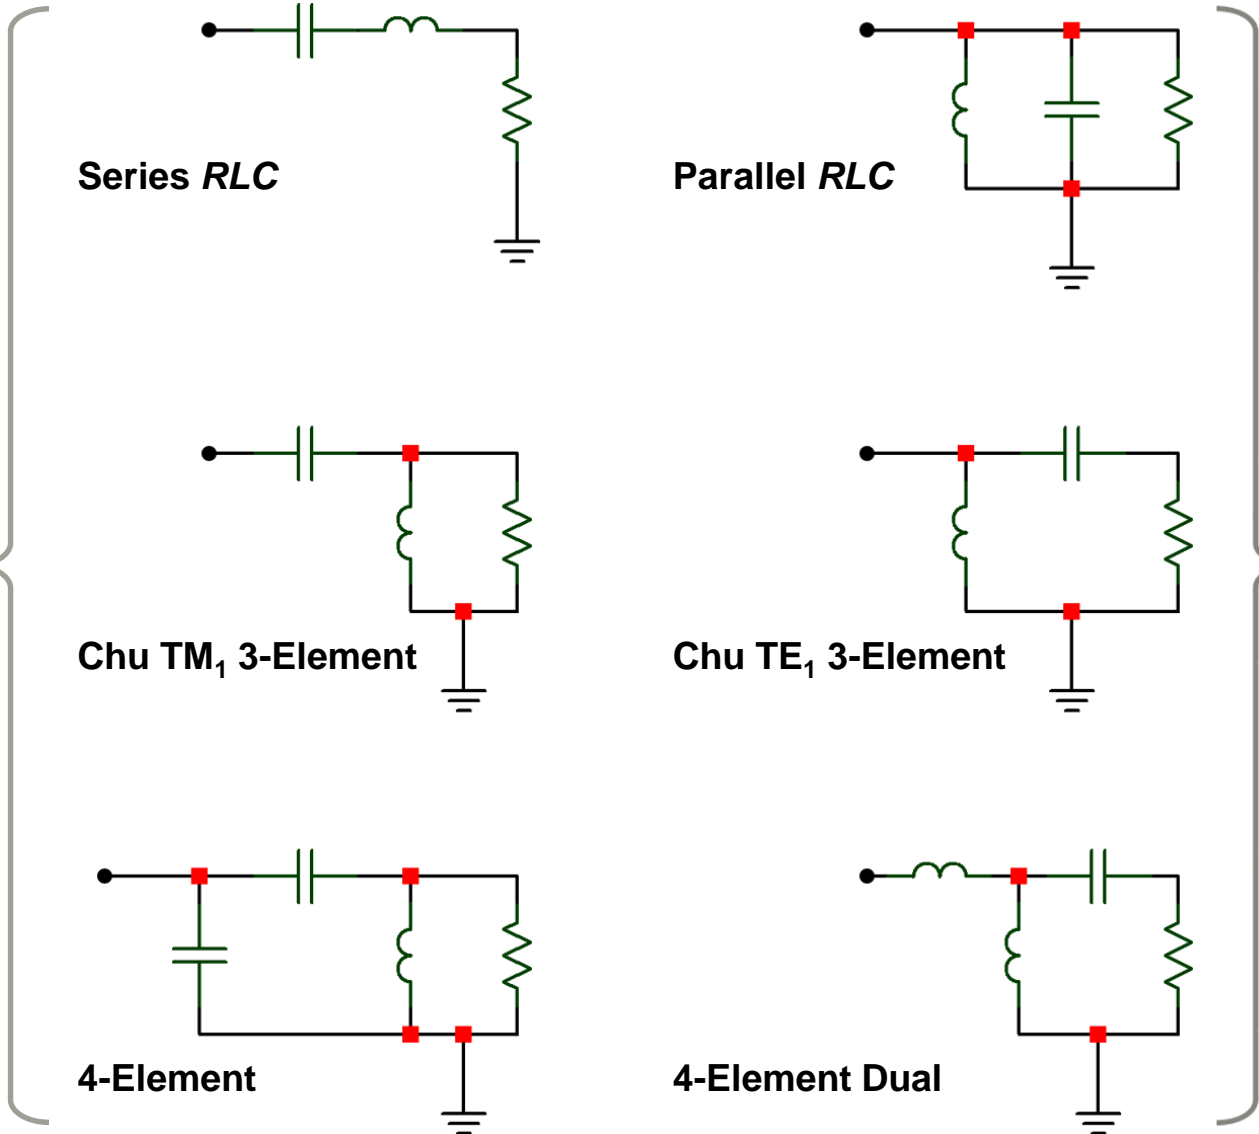 Series RLC
Parallel RLC
Chu TM₁ 3-Element
Chu TE₁ 3-Element
4-Element
4-Element Dual